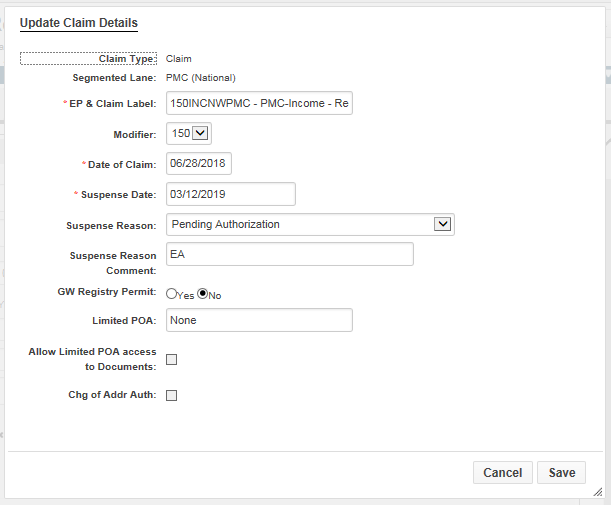 Update Claim Details
Claim Type: Claim
Segmented Lane: PMC (National)
* EP & Claim Label: 150INCNWPMC - PMC-Income - Re
Modifier: 150
* Date of Claim: 06/28/2018
* Suspense Date: 03/12/2019
Suspense Reason: Pending Authorization
Suspense Reason Comment: EA
GW Registry Permit: Yes No
Limited POA: None
Allow Limited POA access
to Documents:
Chg of Addr Auth:
Cancel Save